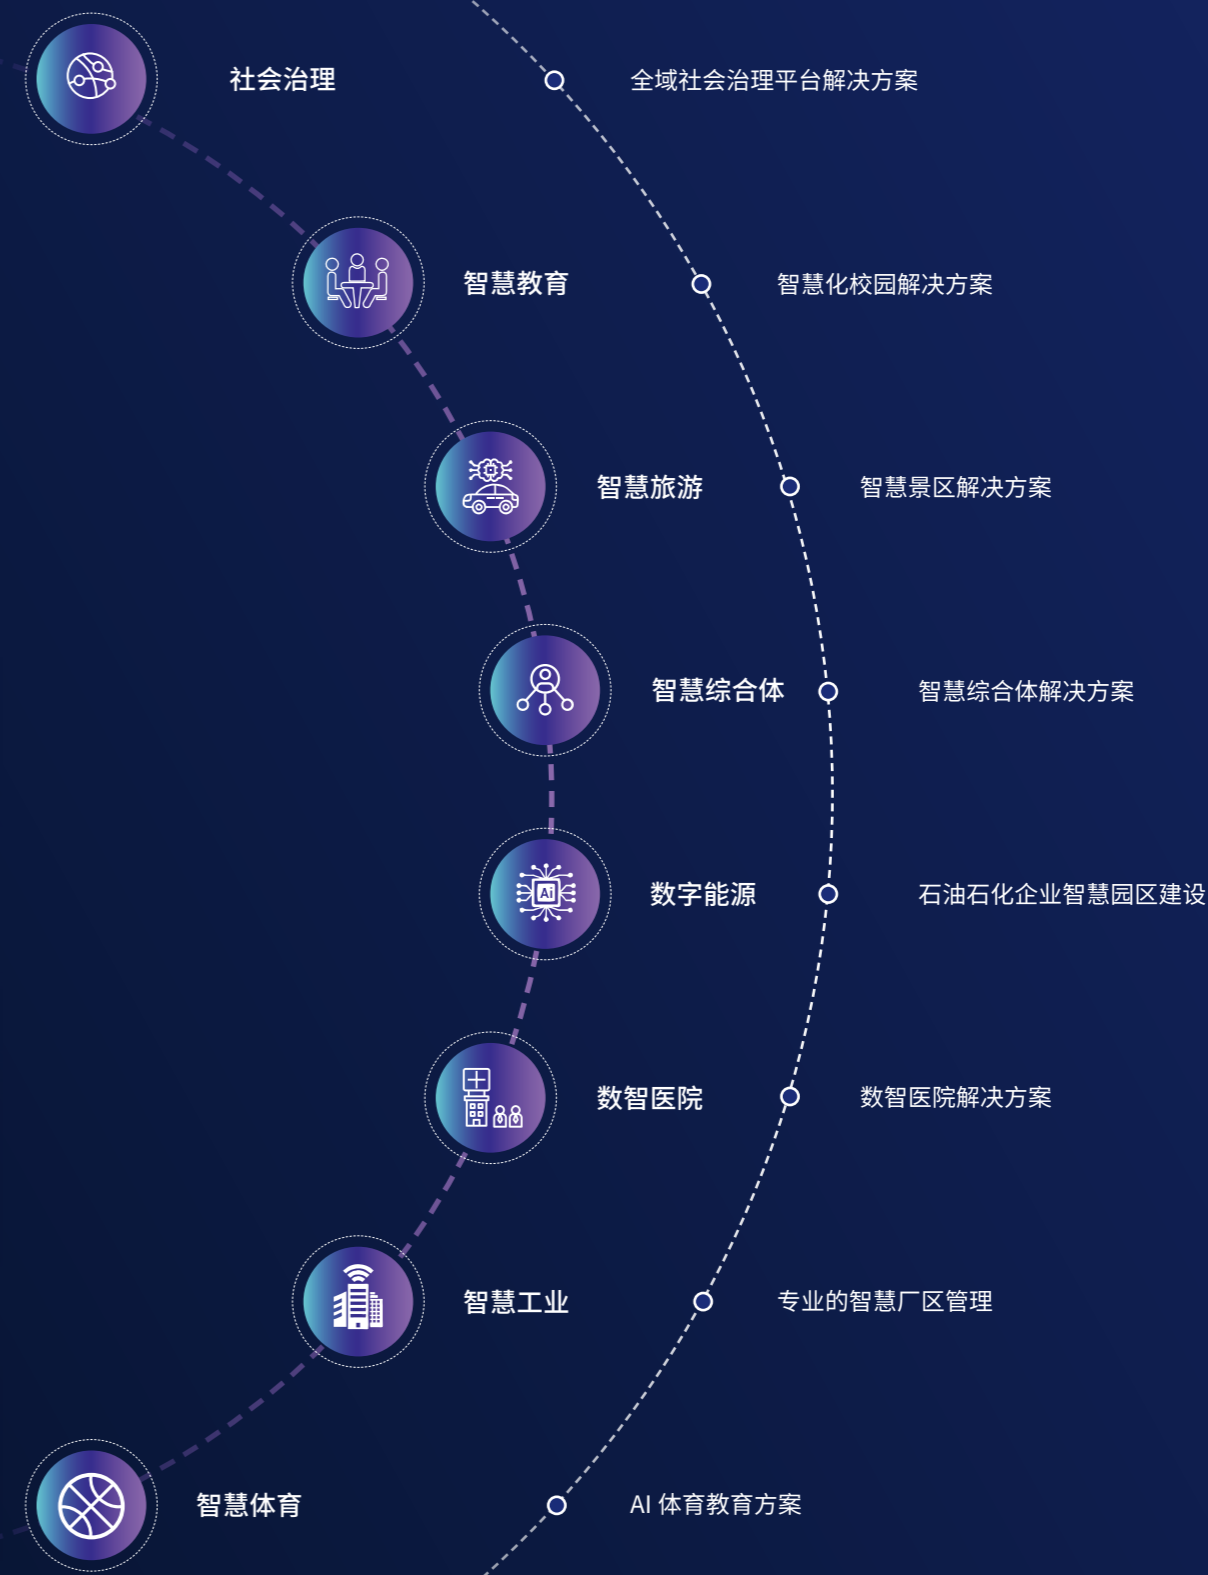 社会治理
全域社会治理平台解决方案
智慧教育
智慧化校园解决方案
智慧旅游
智慧景区解决方案
智慧综合体
智慧综合体解决方案
Ai
数字能源
石油石化企业智慧园区建设
数智医院
数智医院解决方案
智慧工业
专业的智慧厂区管理
智慧体育
AI 体育教育方案